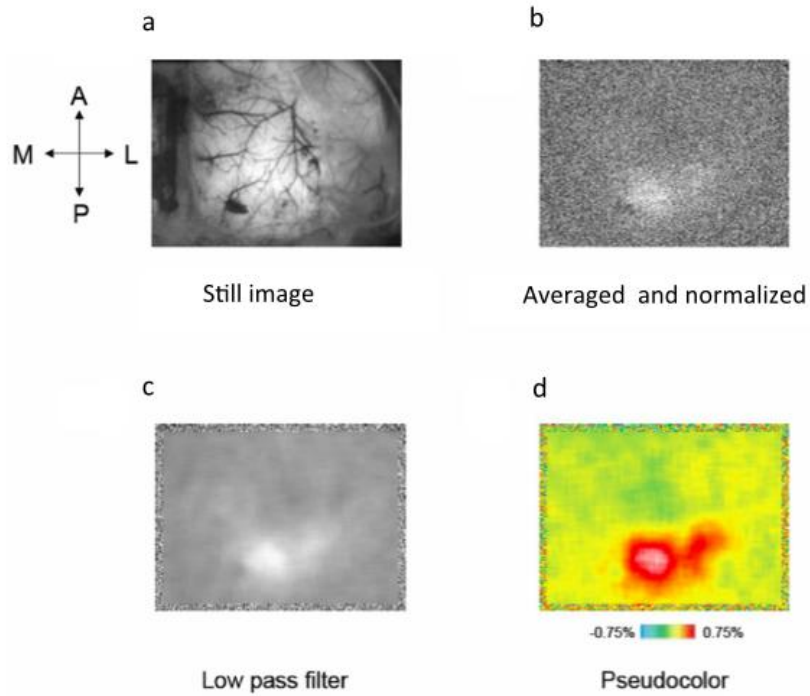 a
b
A
M L
P
Still image
Averaged and normalized
c
d
-0.75% 0.75%
Low pass filter
Pseudocolor